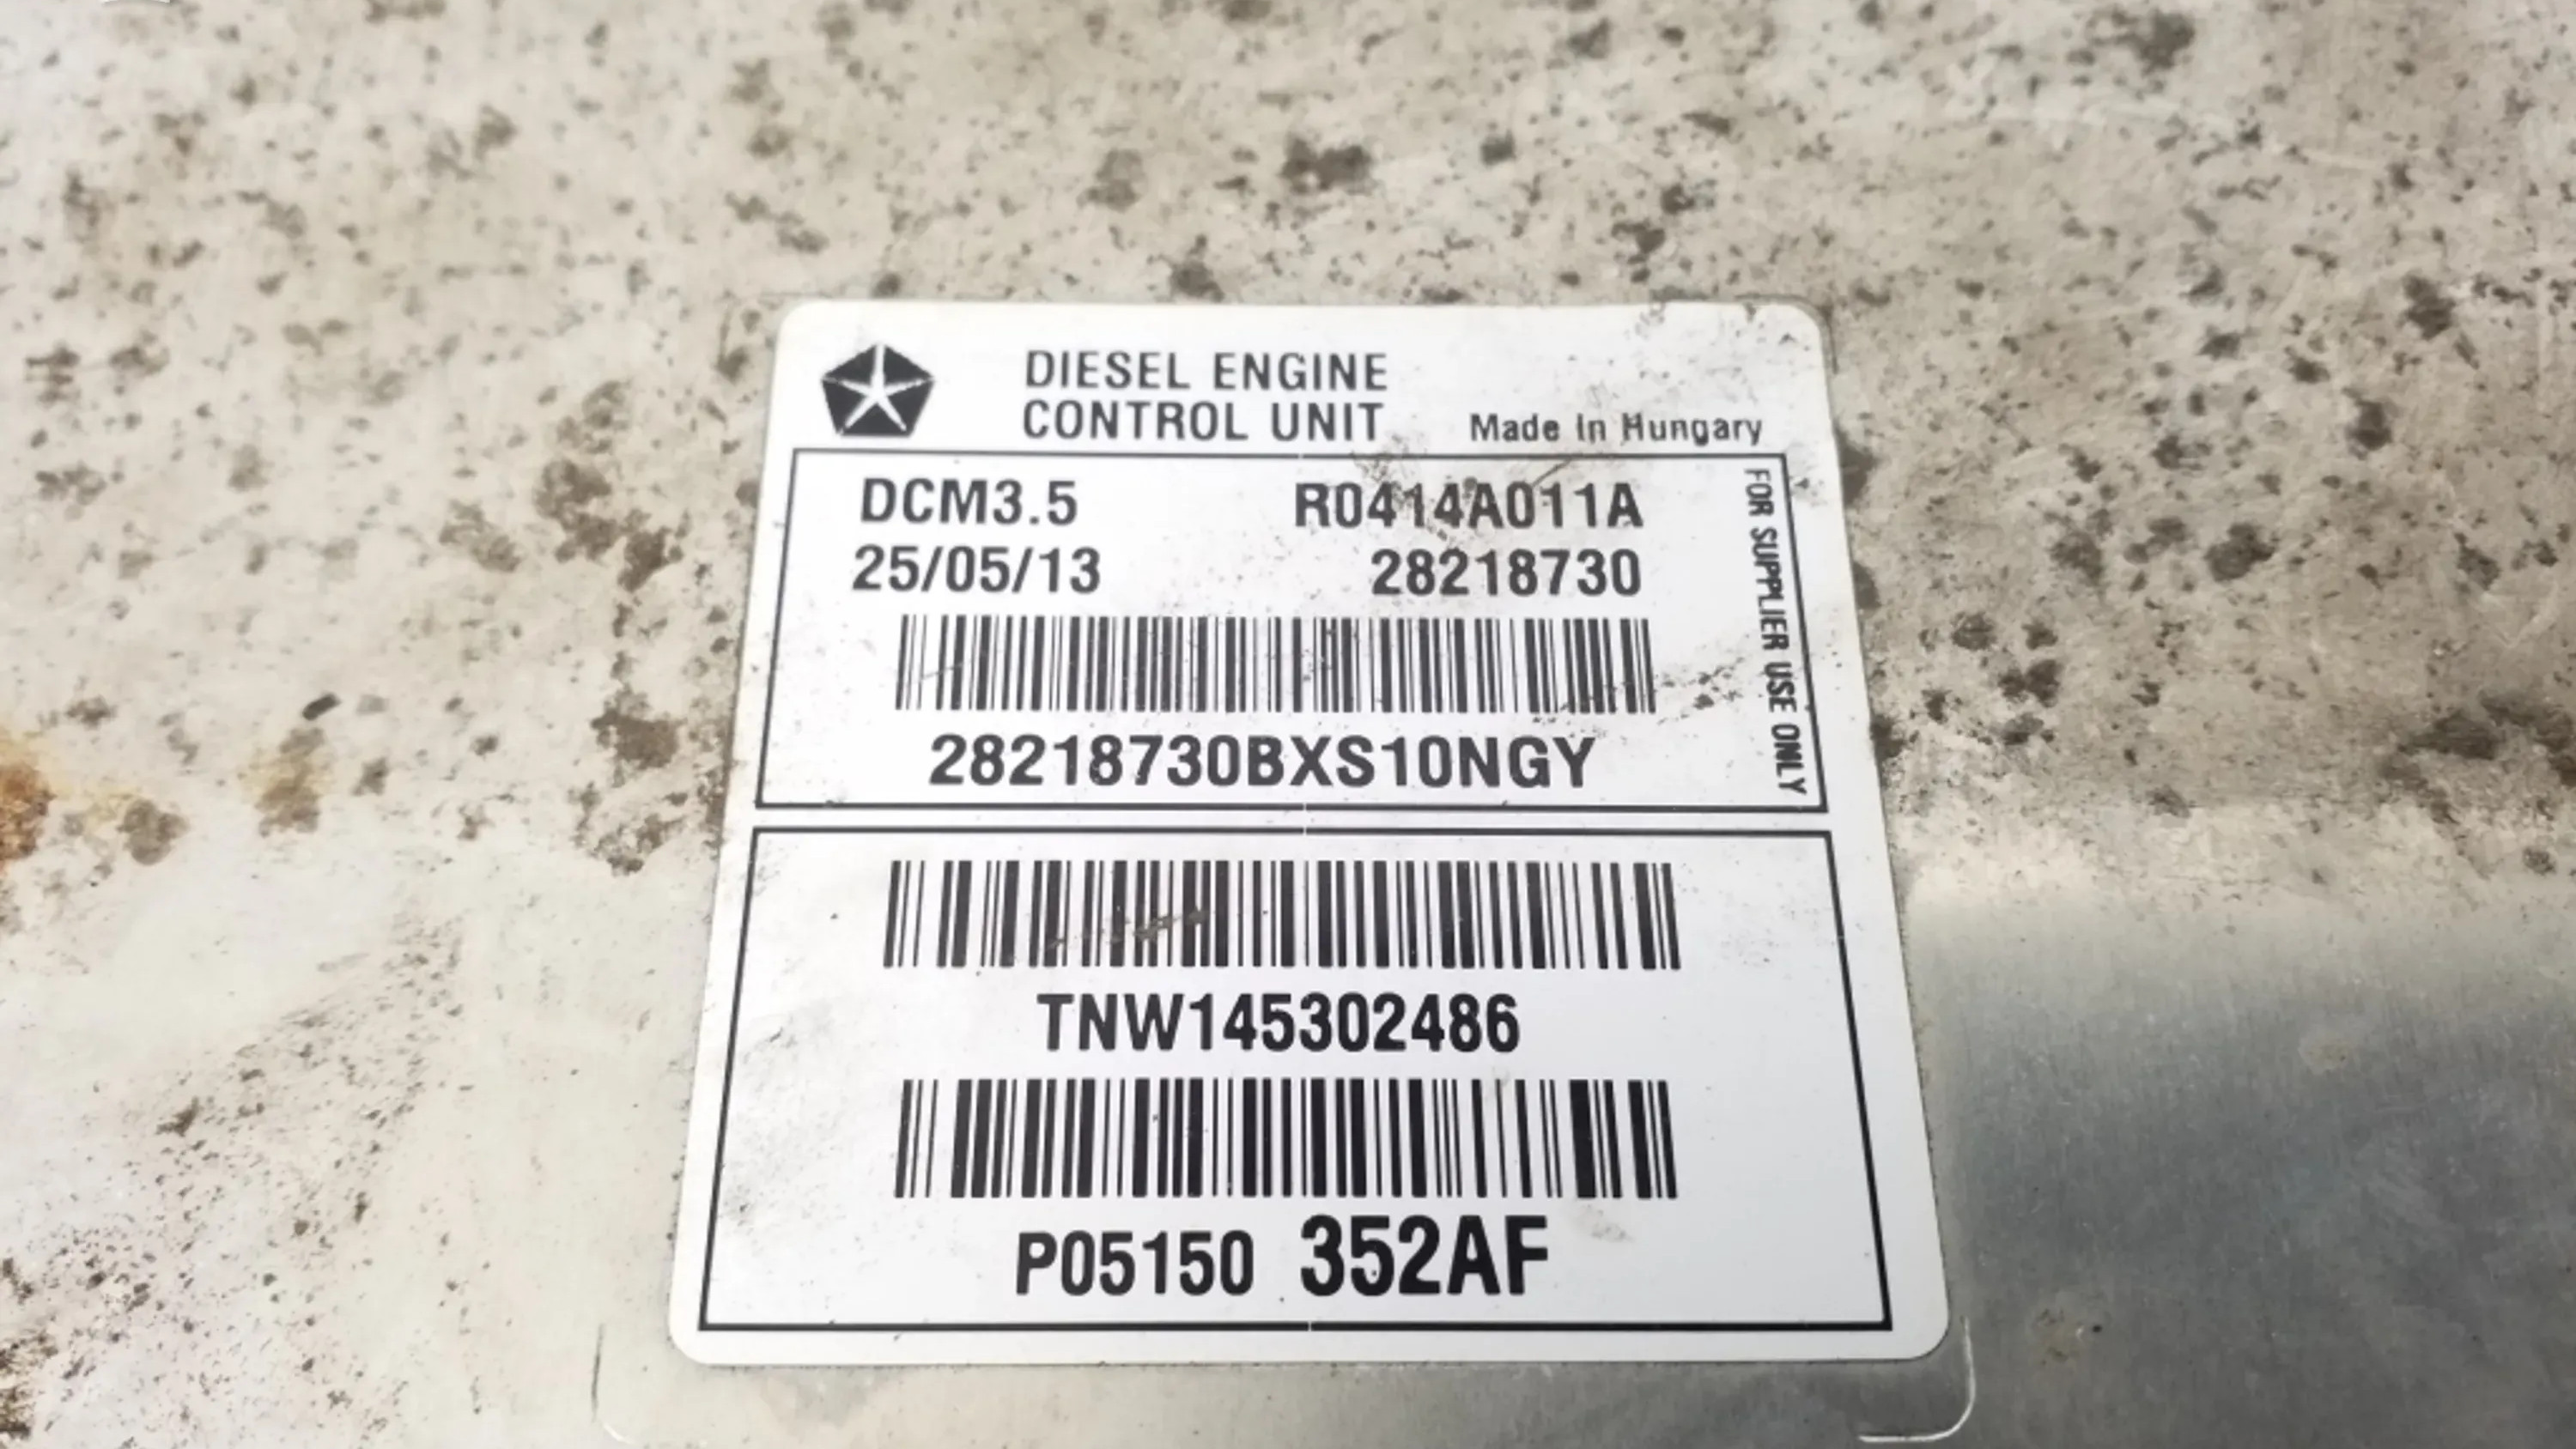 DIESEL ENGINE
CONTROL UNIT
Made In Hungary
DCM3.5 R0414A011A
25/05/13 28218730
28218730BXS10NGY
FOR SUPPLIER USE ONLY
TNW145302486
P05150 352AF